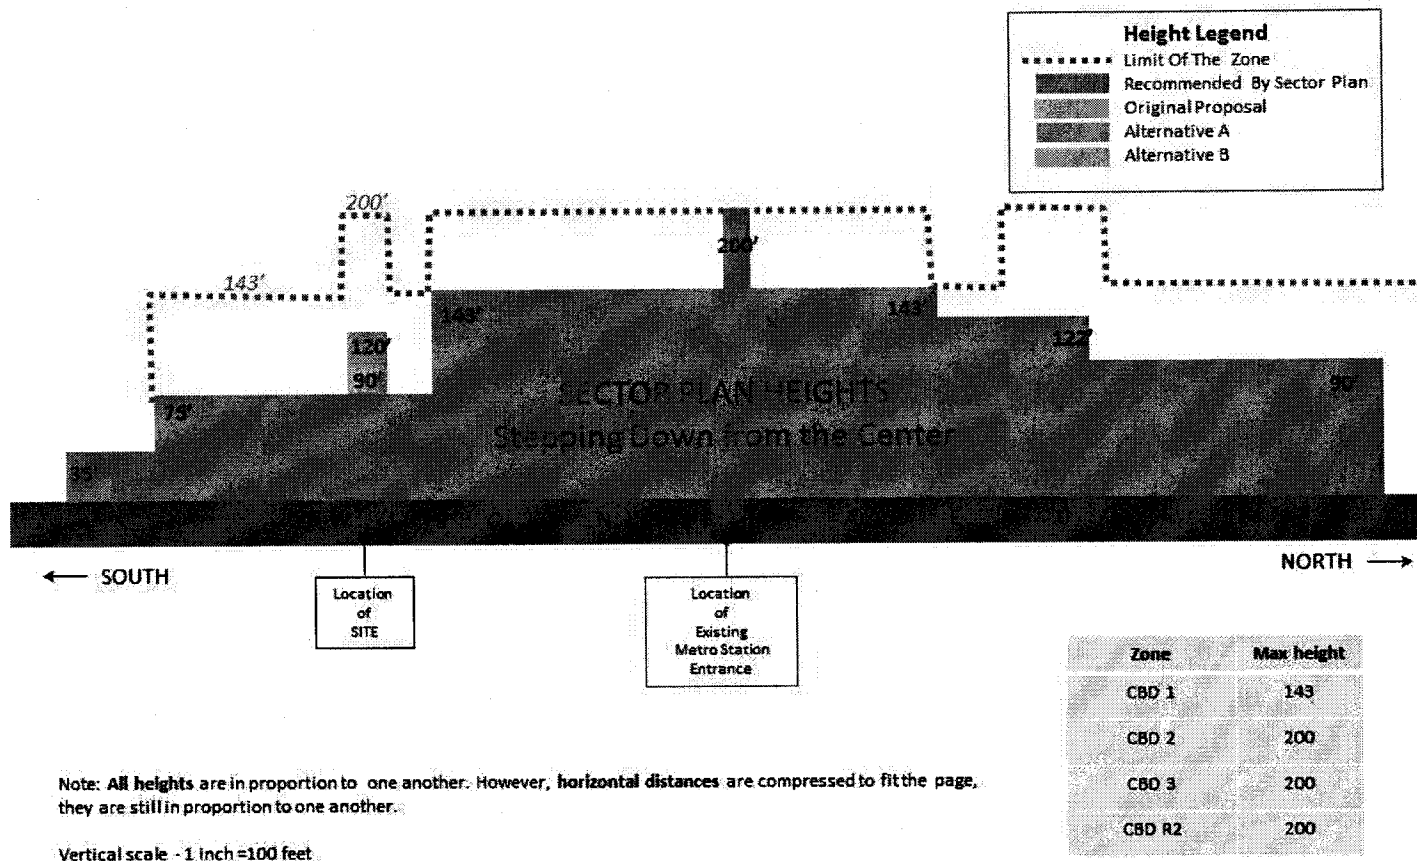 Height Legend
Limit Of The Zone
Recommended By Sector Plan
Original Proposal
Alternative A
Alternative B
200'
143'
200'
143'
143'
120'
122'
90'
90'
75'
SECTOR PLAN HEIGHTS
Stepping Down from the Center
35'
← SOUTH
NORTH →
Location
of
SITE
Location
of
Existing
Metro Station
Entrance
Zone Max height
CBD 1 143
CBD 2 200
CBD 3 200
CBD R2 200
Note: All heights are in proportion to one another. However, horizontal distances are compressed to fit the page,
they are still in proportion to one another.
Vertical scale - 1 inch =100 feet